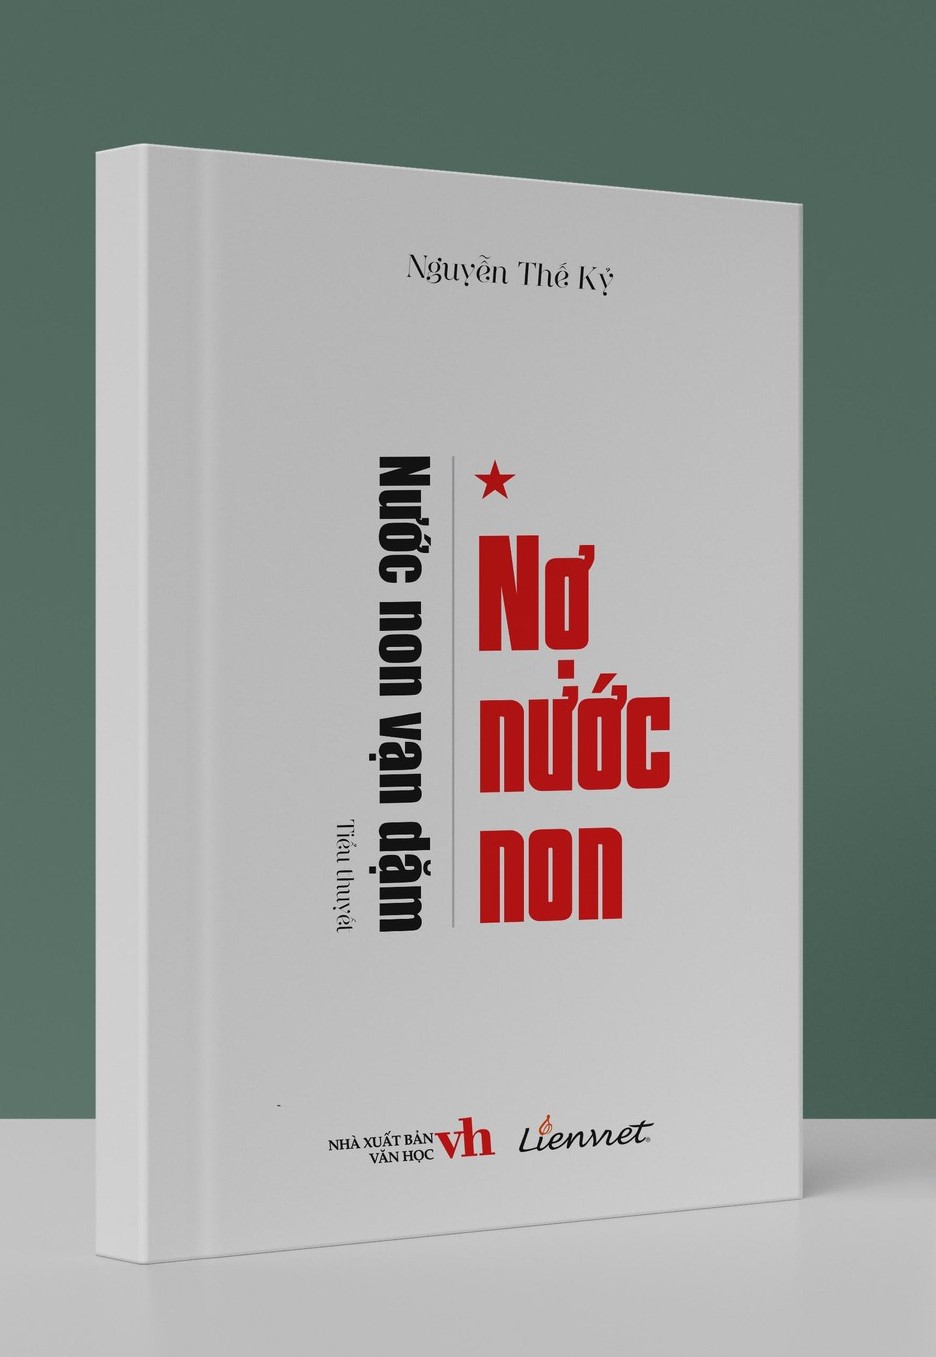 Nguyễn Thế Kỷ
Nước non vạn dặm
Tiểu thuyết
Nợ
nước
non
NHÀ XUẤT BẢN
VĂN HỌC
vh
Lienviet®